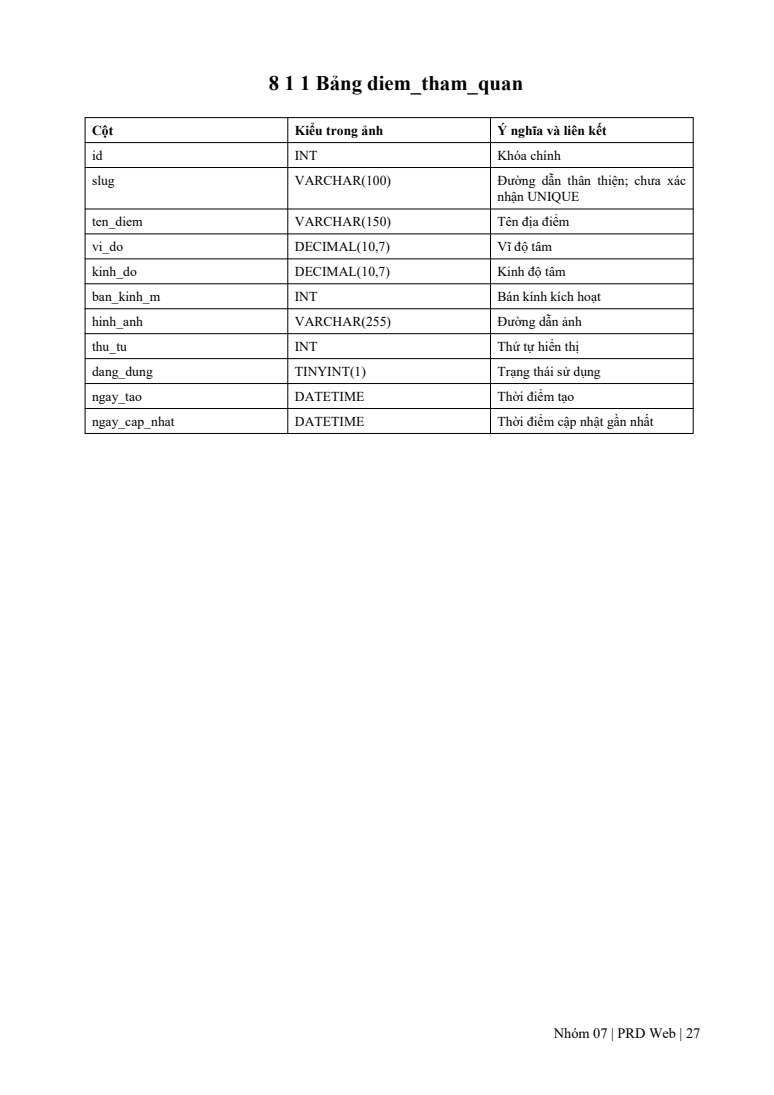 8 1 1 Bảng diem_tham_quan
Cột Kiểu trong ảnh Ý nghĩa và liên kết
id INT Khóa chính
slug VARCHAR(100) Đường dẫn thân thiện; chưa xác
nhận UNIQUE
ten_diem VARCHAR(150) Tên địa điểm
vi_do DECIMAL(10,7) Vĩ độ tâm
kinh_do DECIMAL(10,7) Kinh độ tâm
ban_kinh_m INT Bán kính kích hoạt
hinh_anh VARCHAR(255) Đường dẫn ảnh
thu_tu INT Thứ tự hiển thị
dang_dung TINYINT(1) Trạng thái sử dụng
ngay_tao DATETIME Thời điểm tạo
ngay_cap_nhat DATETIME Thời điểm cập nhật gần nhất
Nhóm 07 | PRD Web | 27